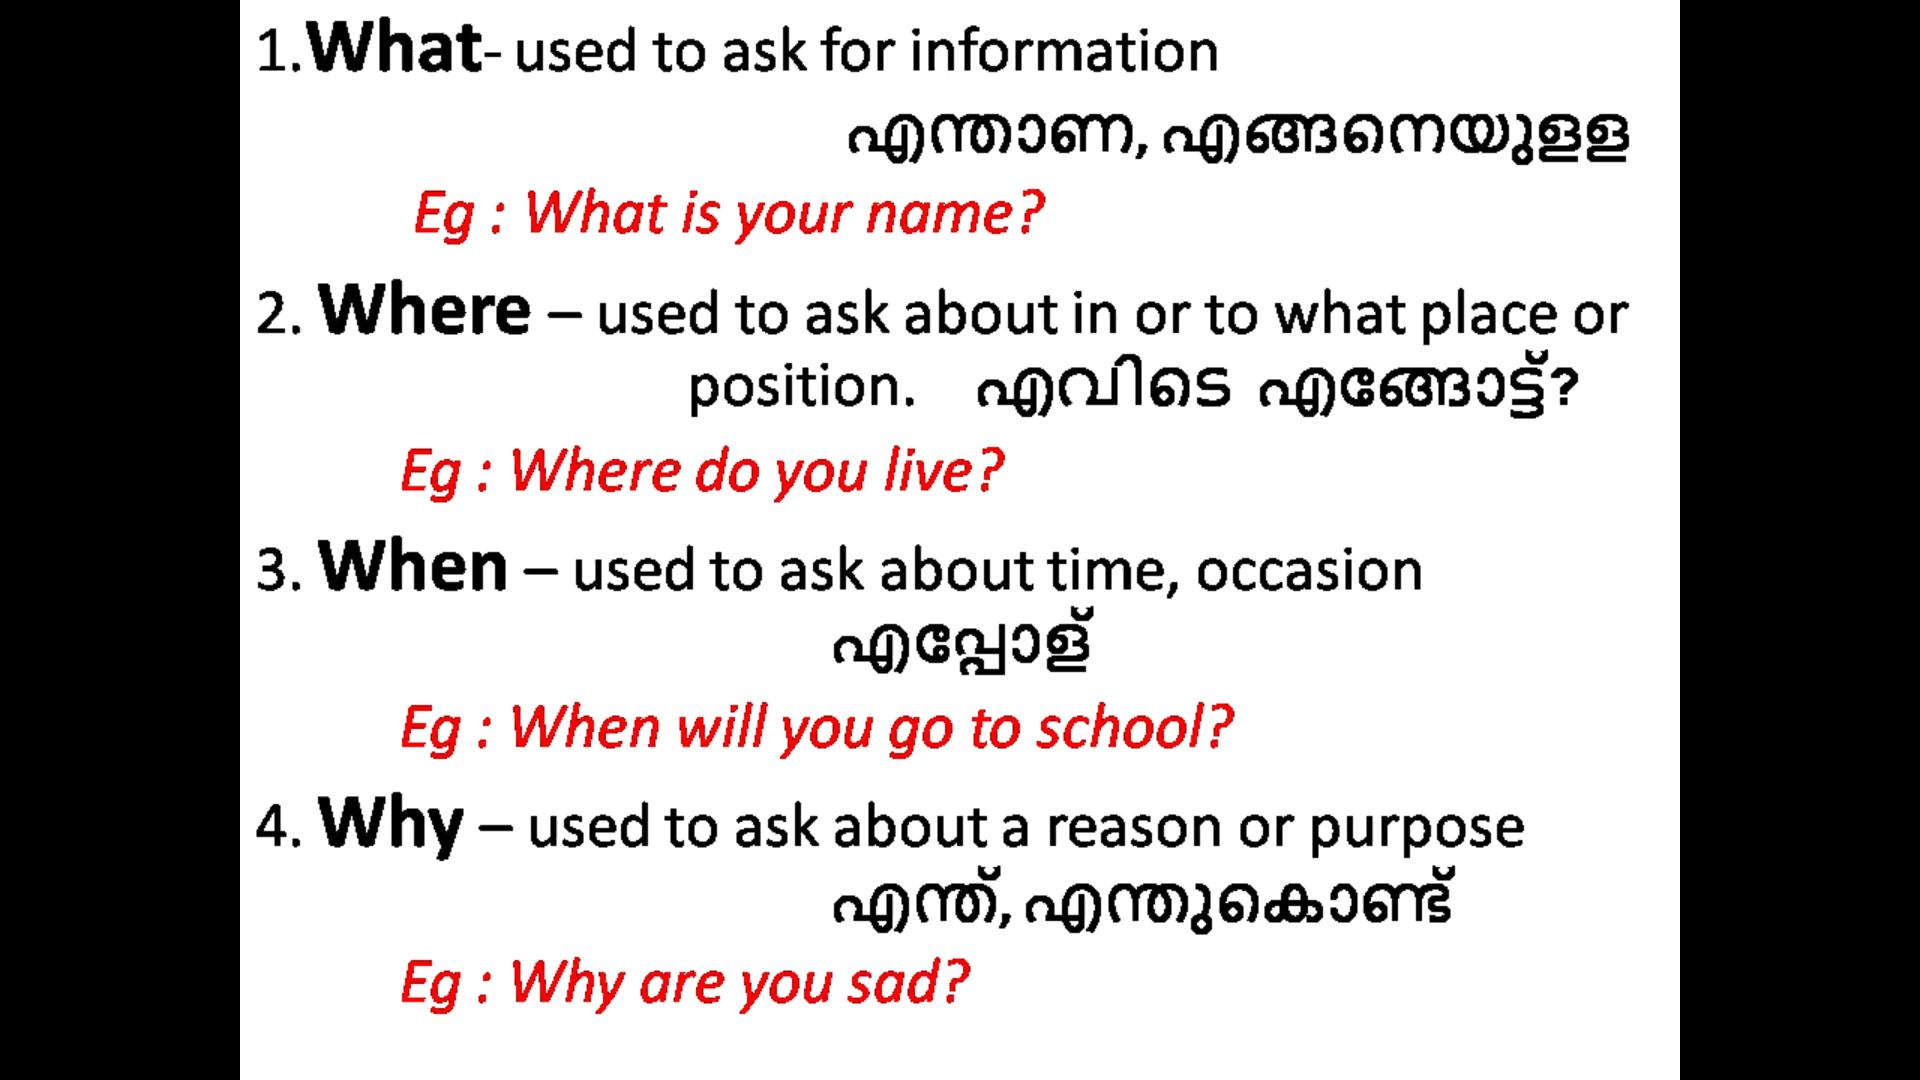 1.What- used to ask for information
എന്താണ, എങ്ങനെയുളള
Eg : What is your name?
2. Where – used to ask about in or to what place or
position. എവിടെ എങ്ങോട്ട്?
Eg : Where do you live?
3. When – used to ask about time, occasion
എപ്പോള്
Eg : When will you go to school?
4. Why – used to ask about a reason or purpose
എന്ത്, എന്തുകൊണ്ട്
Eg : Why are you sad?